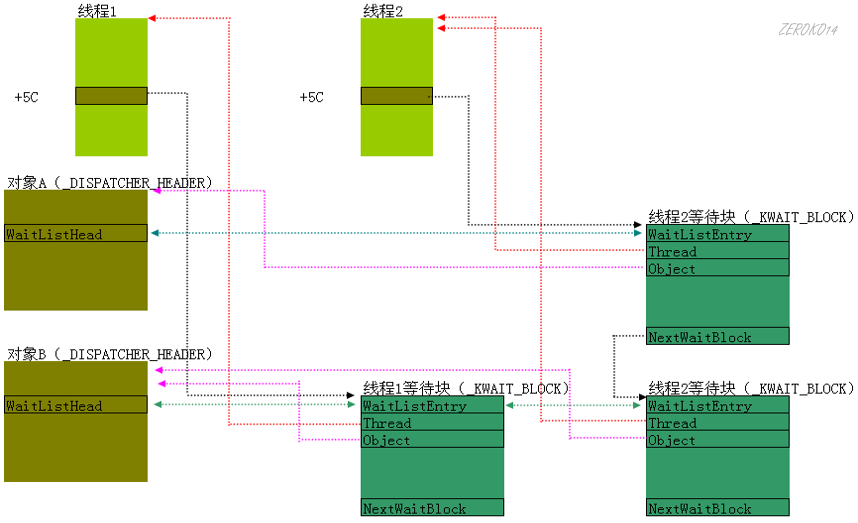 线程1
线程2
ZEROKO14
+5C
+5C
对象A（_DISPATCHER_HEADER）
WaitListHead
线程2等待块（_KWAIT_BLOCK）
WaitListEntry
Thread
Object
NextWaitBlock
对象B（_DISPATCHER_HEADER）
WaitListHead
线程1等待块（_KWAIT_BLOCK）
WaitListEntry
Thread
Object
NextWaitBlock
线程2等待块（_KWAIT_BLOCK）
WaitListEntry
Thread
Object
NextWaitBlock